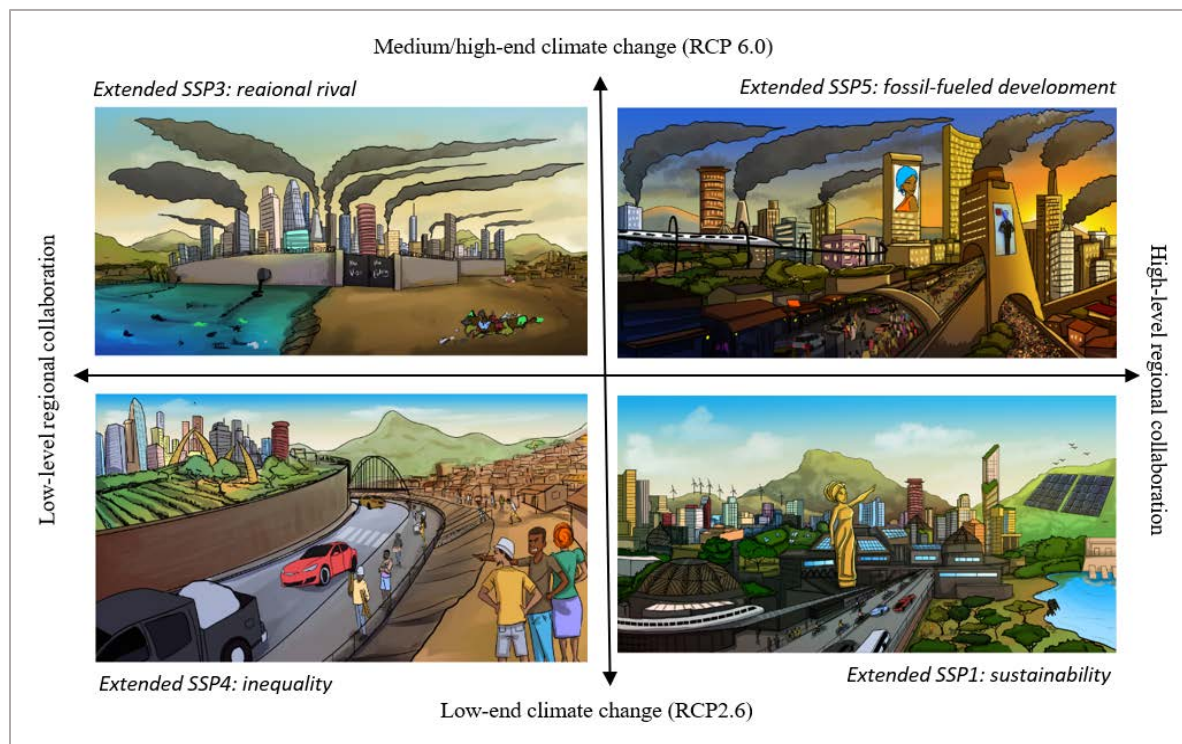 Medium/high-end climate change (RCP 6.0)
Extended SSP3: regional rival
Extended SSP5: fossil-fueled development
Low-level regional collaboration
High-level regional collaboration
Extended SSP4: inequality
Extended SSP1: sustainability
Low-end climate change (RCP2.6)